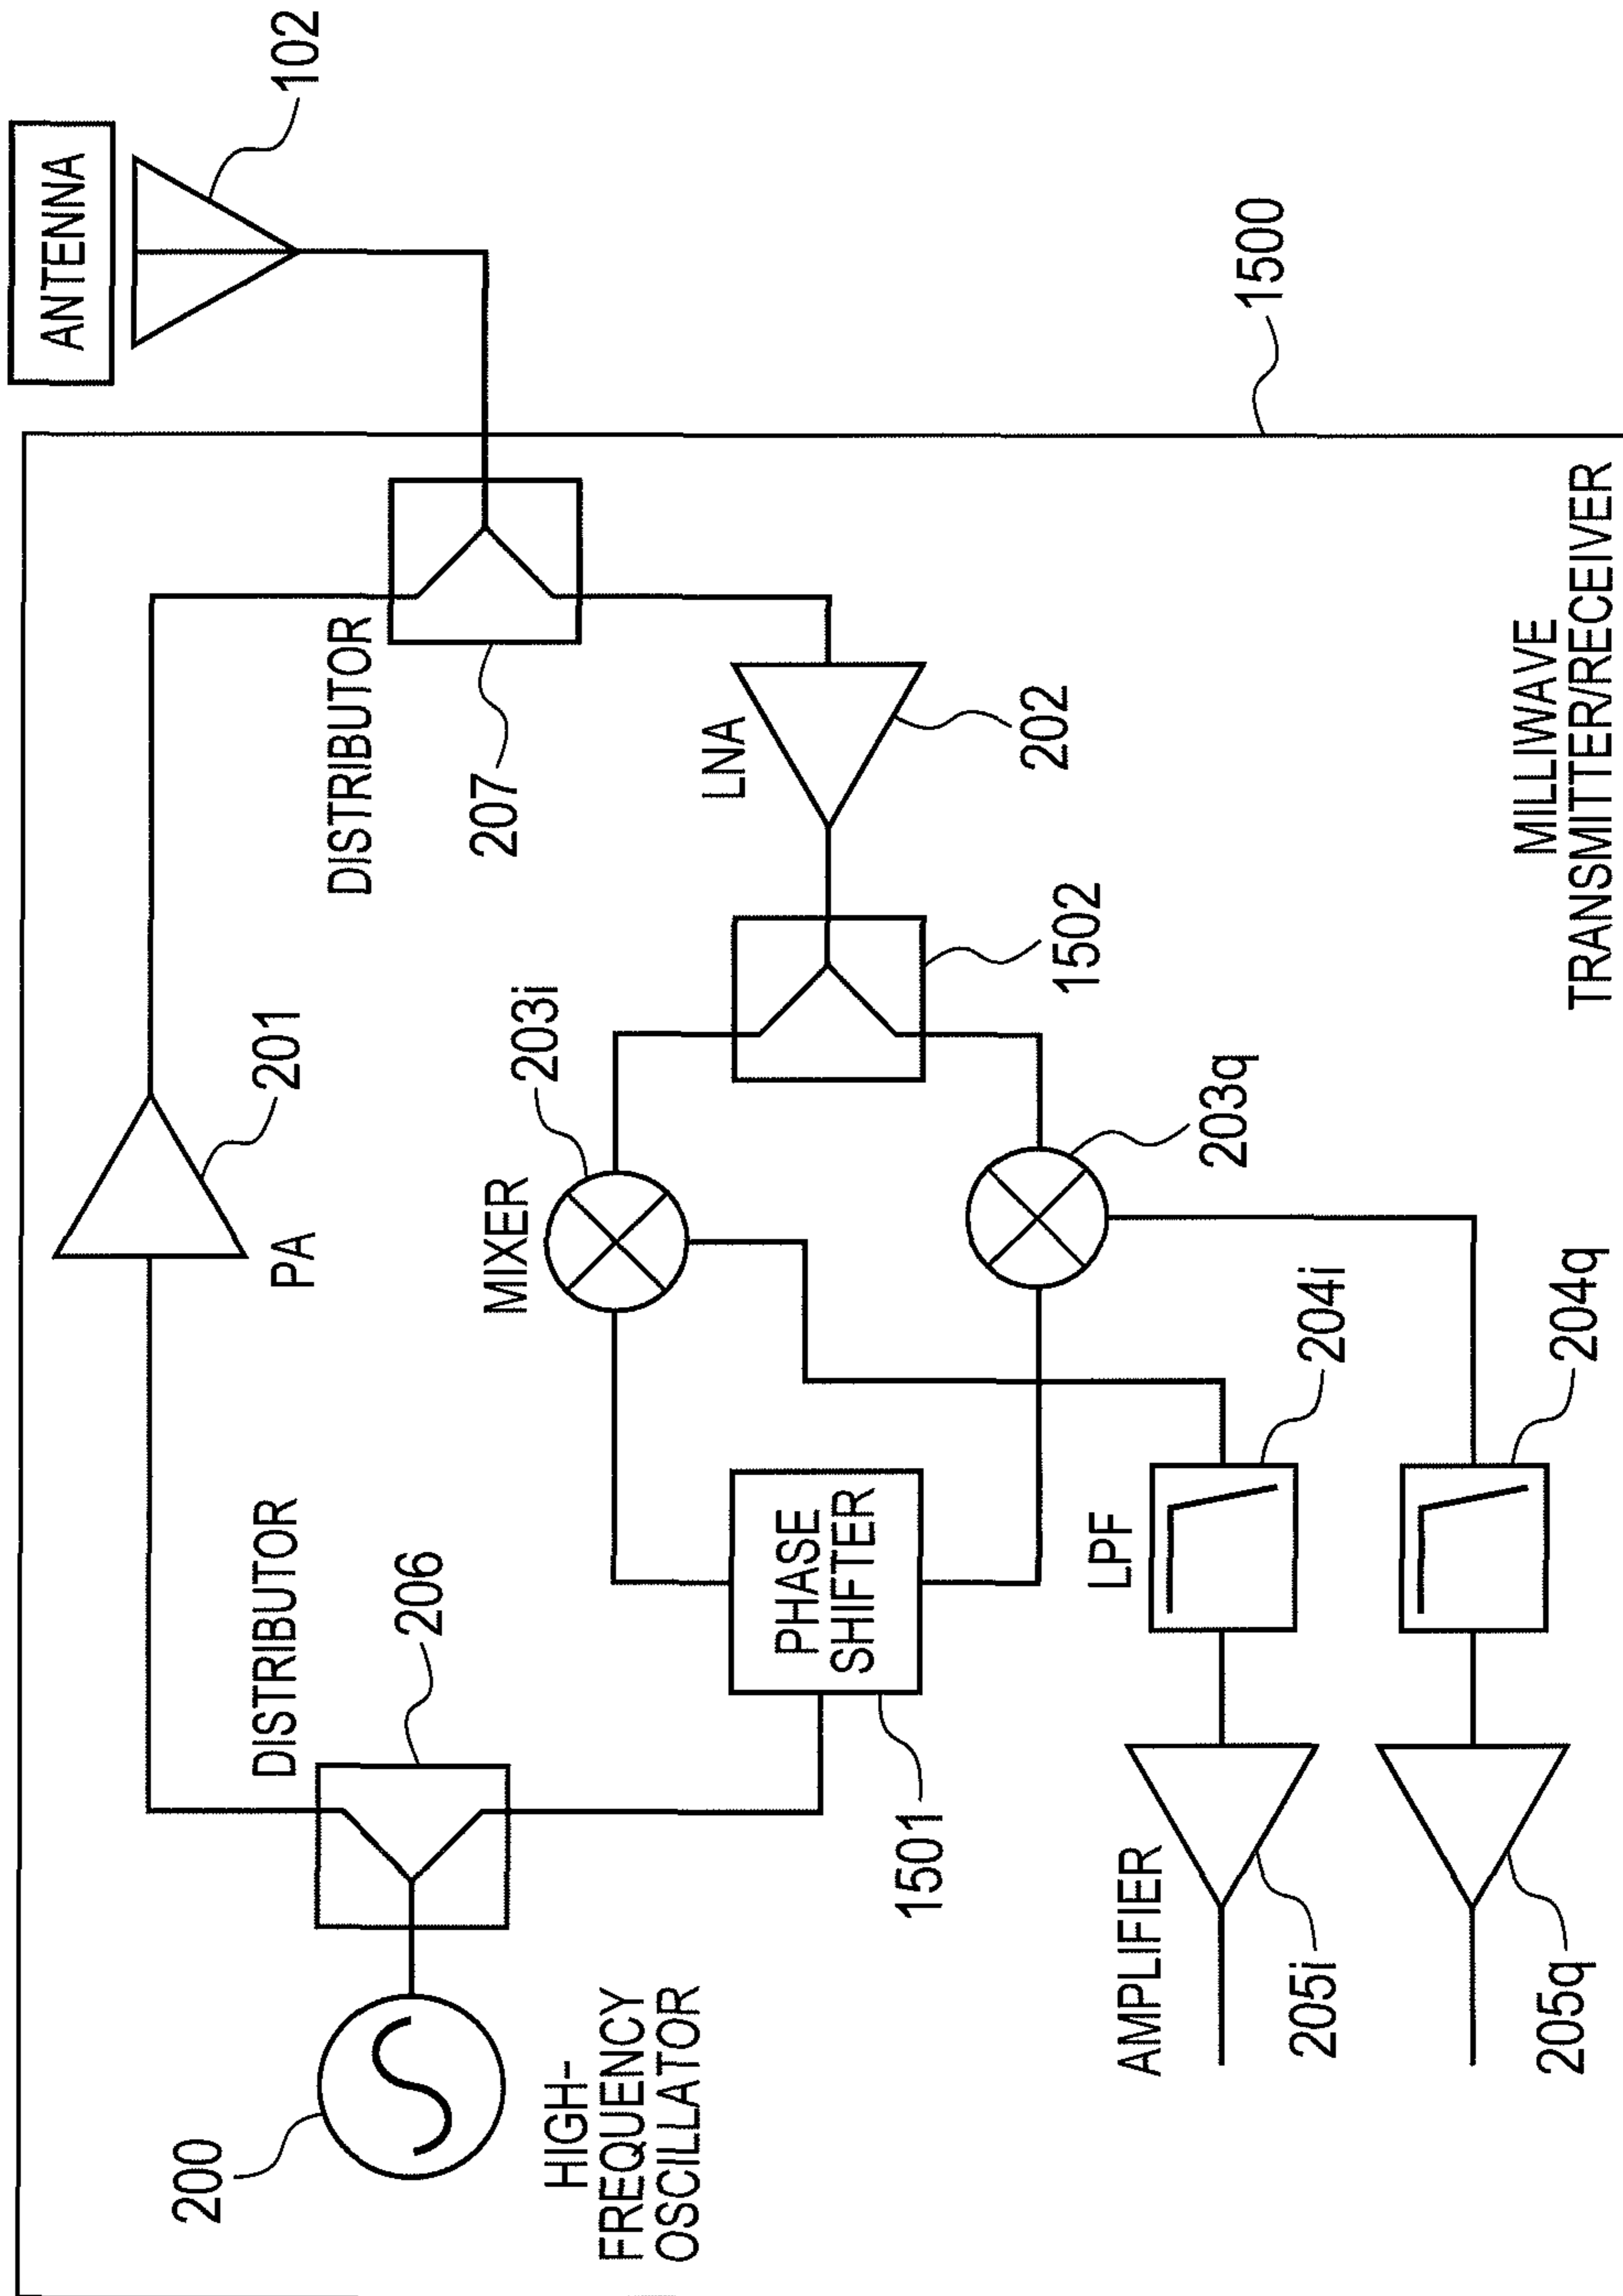 ANTENNA
102
1500
201
PA
DISTRIBUTOR
207
DISTRIBUTOR
206
200
HIGH-
FREQUENCY
OSCILLATOR
MIXER
203i
LNA
202
1502
PHASE
SHIFTER
1501
203q
LPF
204i
204q
AMPLIFIER
205i
205q
MILLIWAVE
TRANSMITTER/RECEIVER